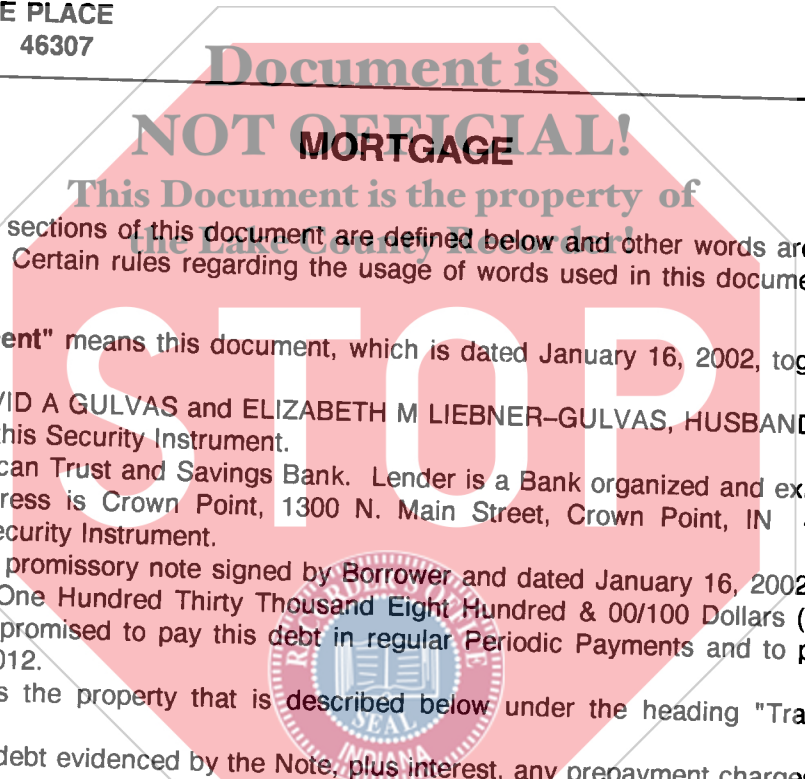 E PLACE
46307
Document is
NOT OFFICIAL!
MORTGAGE
This Document is the property of
the Lake County Recorder!
sections of this document are defined below and other words are
Certain rules regarding the usage of words used in this docume
ent" means this document, which is dated January 16, 2002, tog
VID A GULVAS and ELIZABETH M LIEBNER-GULVAS, HUSBAND
this Security Instrument.
can Trust and Savings Bank. Lender is a Bank organized and ex
ress is Crown Point, 1300 N. Main Street, Crown Point, IN
ecurity Instrument.
STOP
promissory note signed by Borrower and dated January 16, 2002
One Hundred Thirty Thousand Eight Hundred & 00/100 Dollars (
promised to pay this debt in regular Periodic Payments and to p
012.
s the property that is described below under the heading "Tra
debt evidenced by the Note, plus interest, any prepayment charge
RECORDER'S OFFICE
SEAL
INDIANA